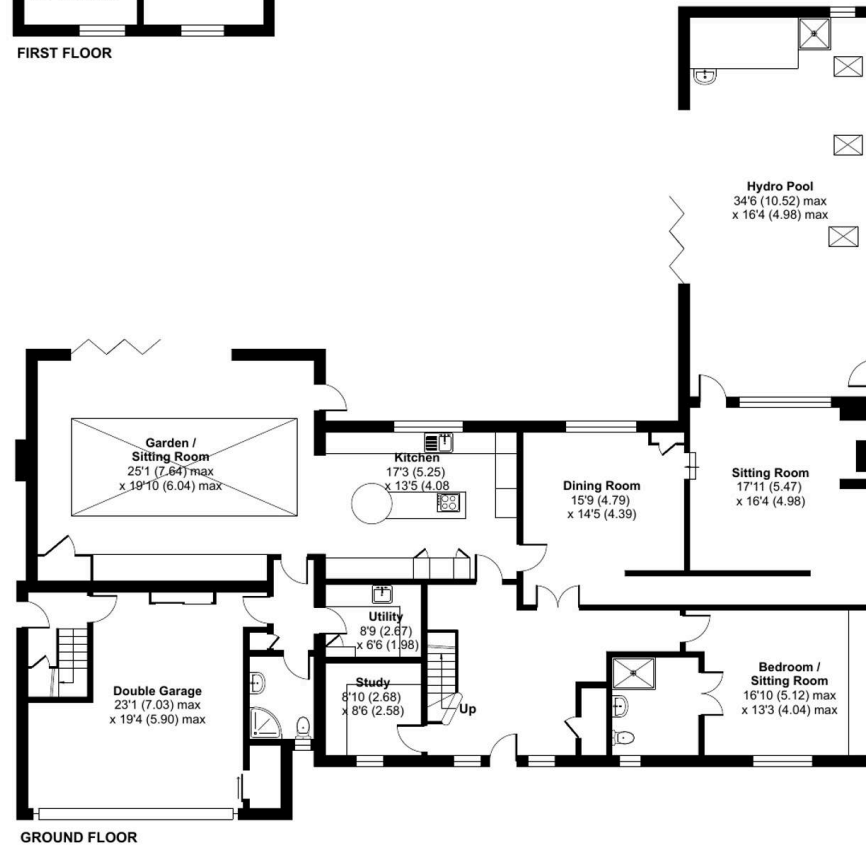 FIRST FLOOR
Hydro Pool
34'6 (10.52) max
x 16'4 (4.98) max
Garden /
Sitting Room
25'1 (7.64) max
x 19'10 (6.04) max
Kitchen
17'3 (5.25)
x 13'5 (4.08
Dining Room
15'9 (4.79)
x 14'5 (4.39)
Sitting Room
17'11 (5.47)
x 16'4 (4.98)
Utility
8'9 (2.67)
x 6'6 (1.98)
Study
8'10 (2.68)
x 8'6 (2.58)
Up
Double Garage
23'1 (7.03) max
x 19'4 (5.90) max
Bedroom /
Sitting Room
16'10 (5.12) max
x 13'3 (4.04) max
GROUND FLOOR